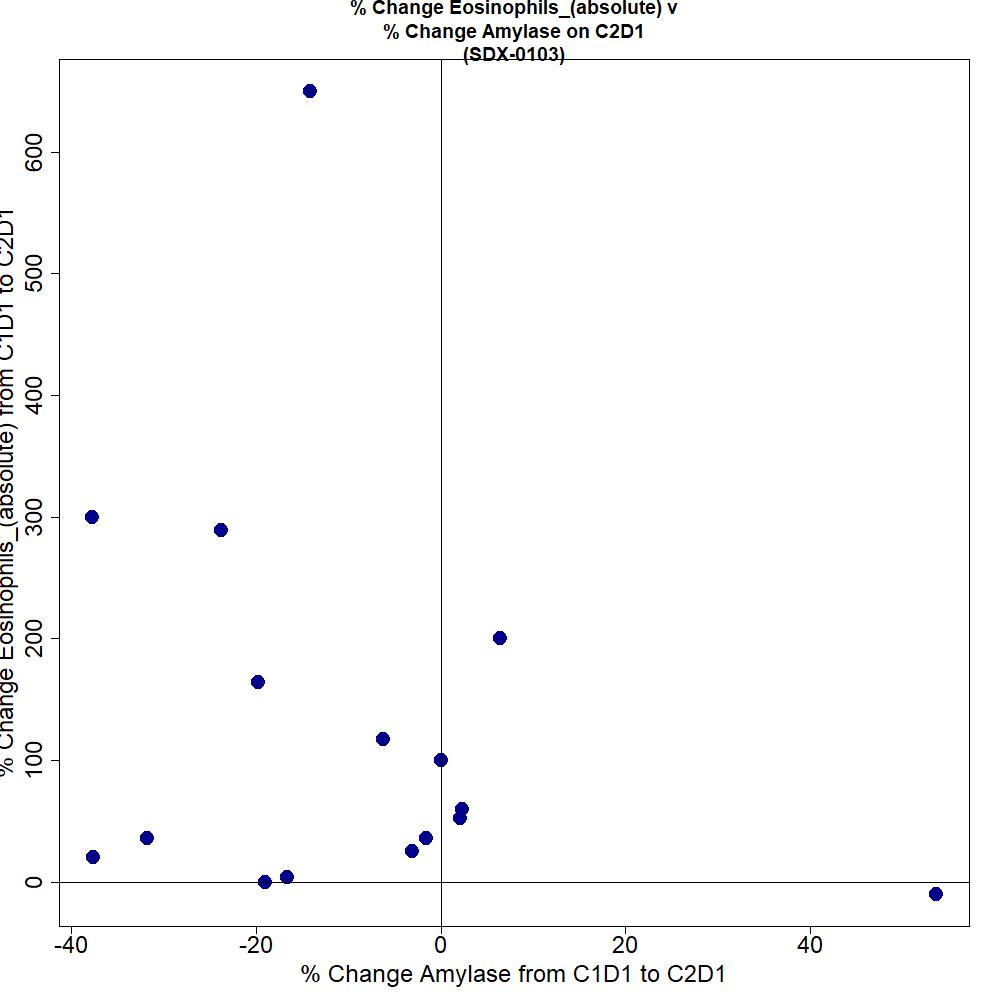 % Change Eosinophils_(absolute) v
% Change Amylase on C2D1
(SDX-0103)
% Change Eosinophils_(absolute) from C1D1 to C2D1
600
500
400
300
200
100
0
-40 -20 0 20 40
% Change Amylase from C1D1 to C2D1